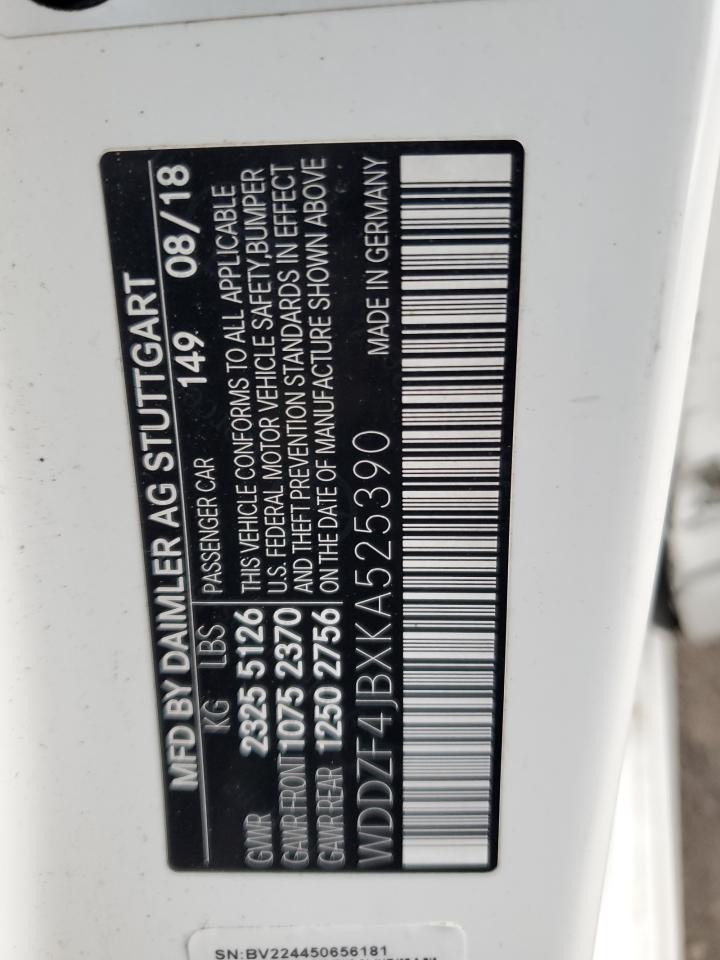 MFD BY DAIMLER AG STUTTGART
149 08/18
KG LBS PASSENGER CAR
GVWR 2325 5126 THIS VEHICLE CONFORMS TO ALL APPLICABLE
GAWR FRONT 1075 2370 U.S. FEDERAL MOTOR VEHICLE SAFETY,BUMPER
GAWR REAR 1250 2756 AND THEFT PREVENTION STANDARDS IN EFFECT
ON THE DATE OF MANUFACTURE SHOWN ABOVE
WDDZF4JBXKA525390 MADE IN GERMANY
SN:BV224450656181